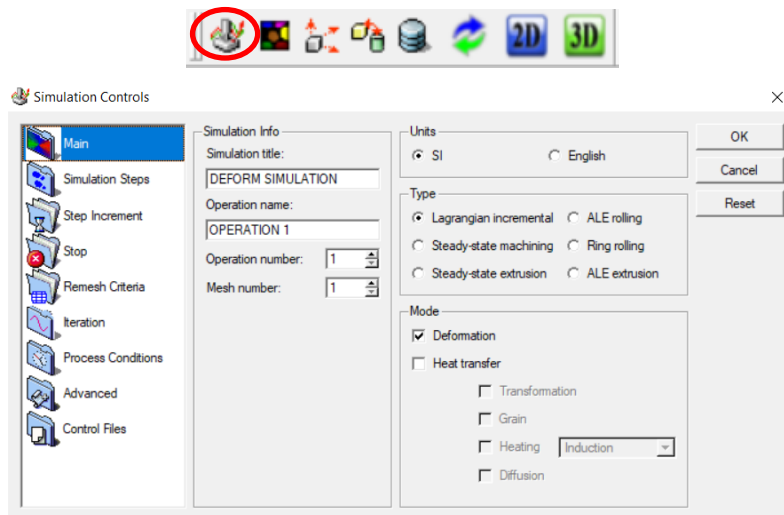 2D 3D
Simulation Controls
Main
Simulation Steps
Step Increment
Stop
Remesh Criteria
Iteration
Process Conditions
Advanced
Control Files
Simulation Info
Simulation title:
DEFORM SIMULATION
Operation name:
OPERATION 1
Operation number: 1
Mesh number: 1
Units
SI English
Type
Lagrangian incremental ALE rolling
Steady-state machining Ring rolling
Steady-state extrusion ALE extrusion
Mode
Deformation
Heat transfer
Transformation
Grain
Heating Induction
Diffusion
OK
Cancel
Reset